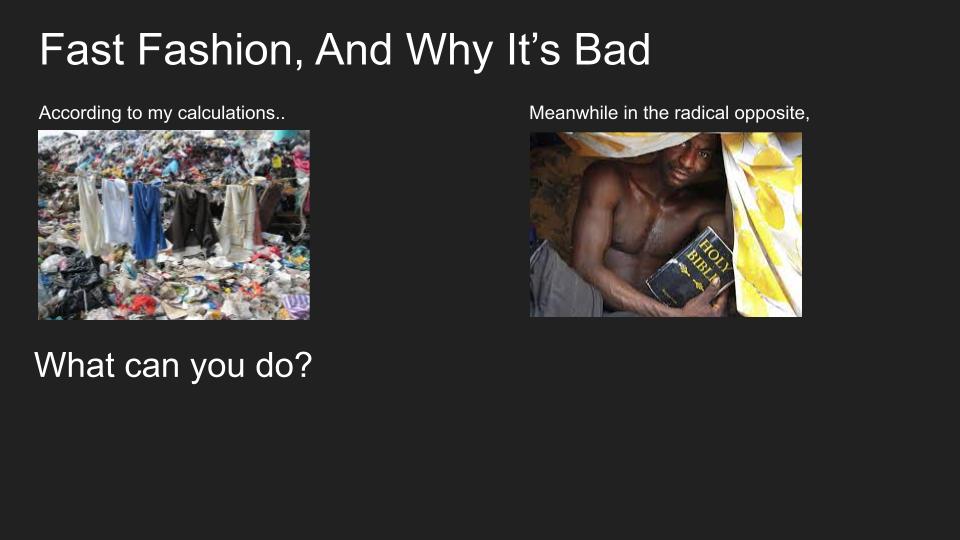 Fast Fashion, And Why It’s Bad
According to my calculations..
Meanwhile in the radical opposite,
HOLY
BIBLE
What can you do?